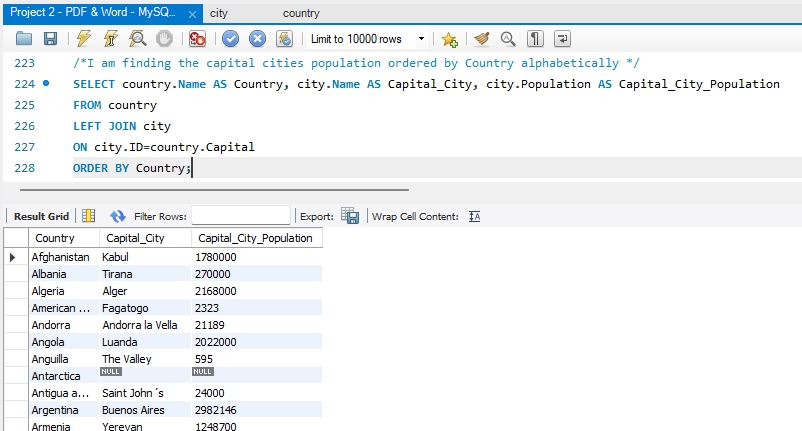 Project 2 - PDF & Word - MySQ... city country
Limit to 10000 rows
223 /*I am finding the capital cities population ordered by Country alphabetically */
224 SELECT country.Name AS Country, city.Name AS Capital_City, city.Population AS Capital_City_Population
225 FROM country
226 LEFT JOIN city
227 ON city.ID=country.Capital
228 ORDER BY Country;
Result Grid Filter Rows: Export: Wrap Cell Content:
Country Capital_City Capital_City_Population
Afghanistan Kabul 1780000
Albania Tirana 270000
Algeria Alger 2168000
American ... Fagatogo 2323
Andorra Andorra la Vella 21189
Angola Luanda 2022000
Anguilla The Valley 595
Antarctica NULL NULL
Antigua a... Saint John´s 24000
Argentina Buenos Aires 2982146
Armenia Yerevan 1248700